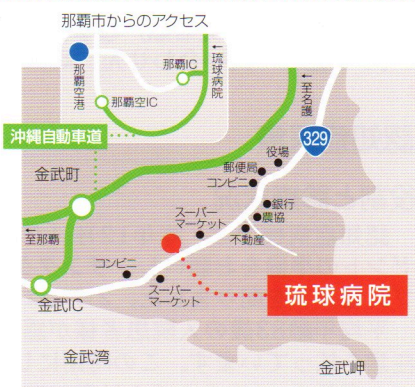 那覇市からのアクセス
那覇空港
那覇IC
←琉球病院
那覇空IC
沖縄自動車道
←至名護
329
金武町
役場
郵便局
コンビニ
銀行
農協
不動産
スーパー
マーケット
←
至那覇
コンビニ
スーパー
マーケット
琉球病院
金武IC
金武湾
金武岬